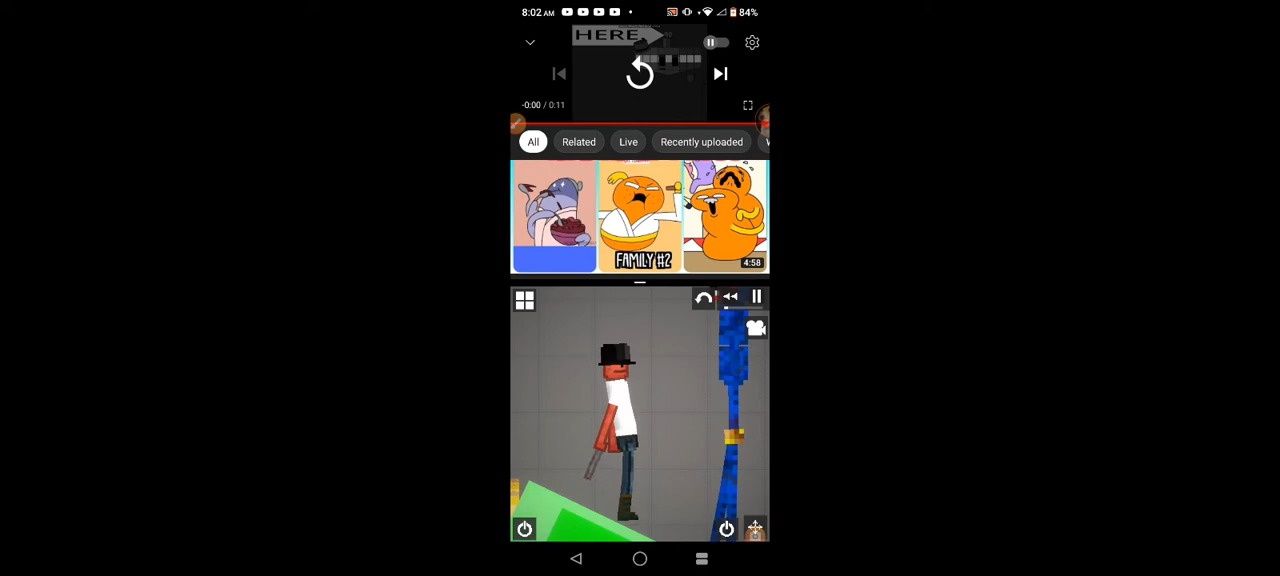 8:02 AM
84%
HERE
-0:00 / 0:11
All
Related
Live
Recently uploaded
FAMILY #2
4:58